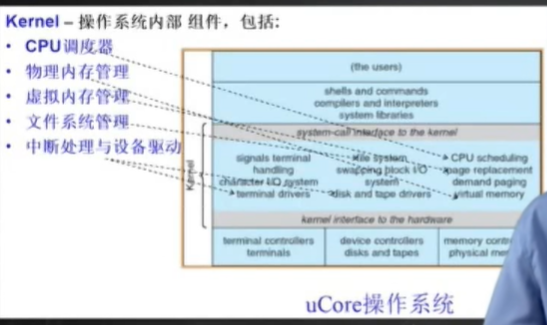 Kernel – 操作系统内部 组件，包括:
• CPU调度器
• 物理内存管理
• 虚拟内存管理
• 文件系统管理
• 中断处理与设备驱动
(the users)
shells and commands
compilers and interpreters
system libraries
system-call interface to the kernel
Kernel
signals terminal
handling
character I/O system
terminal drivers
file system
swapping block I/O
system
disk and tape drivers
CPU scheduling
page replacement
demand paging
virtual memory
kernel interface to the hardware
terminal controllers
terminals
device controllers
disks and tapes
memory
physical
uCore操作系统